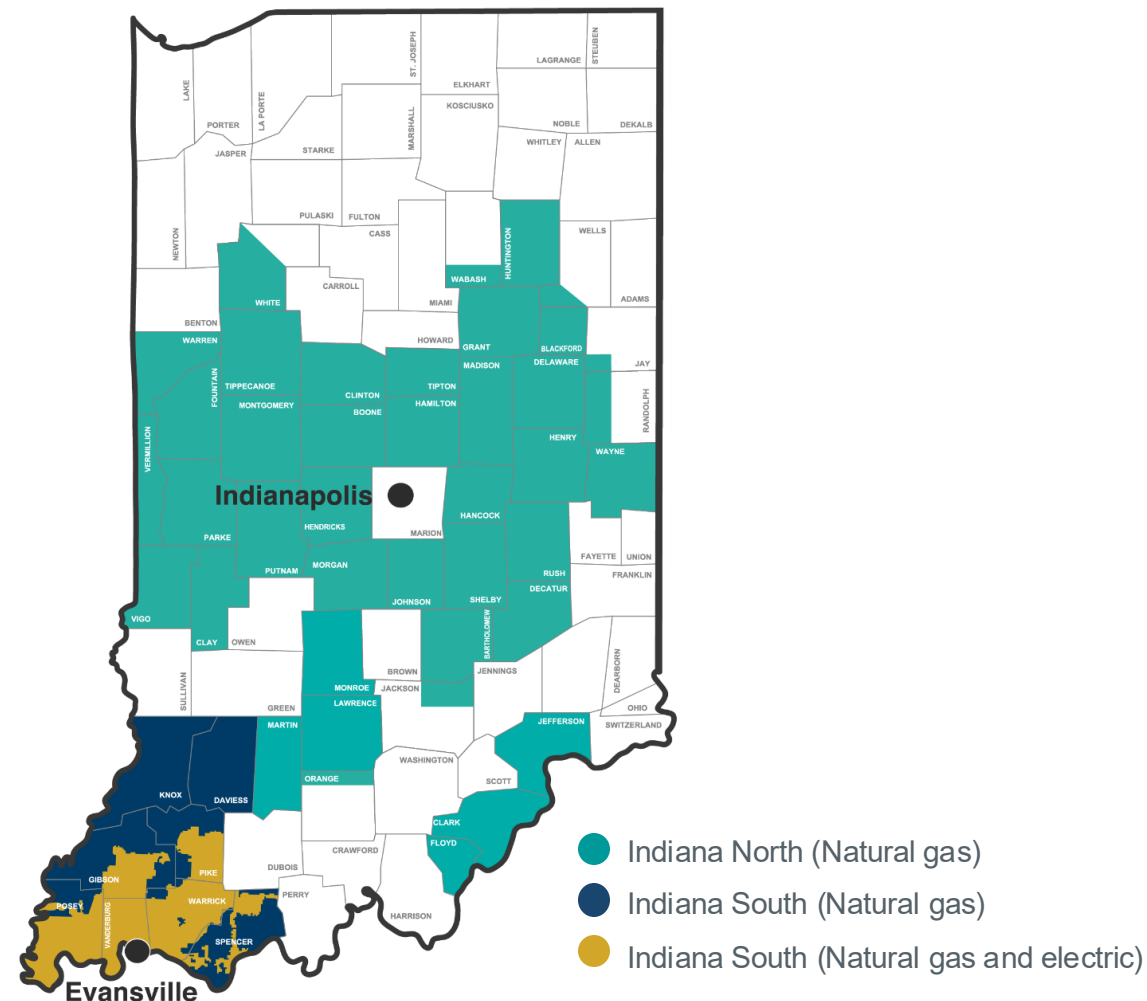 STEUBEN
ST. JOSEPH
LAGRANGE
ELKHART
LAKE
LA PORTE
KOSCIUSKO
PORTER
MARSHALL
NOBLE
DEKALB
STARKE
JASPER
WHITLEY
ALLEN
PULASKI
FULTON
CASS
WELLS
NEWTON
HUNTINGTON
WABASH
CARROLL
WHITE
MIAMI
ADAMS
BENTON
WARREN
HOWARD
GRANT
BLACKFORD
MADISON
DELAWARE
JAY
FOUNTAIN
TIPPECANOE
TIPTON
CLINTON
MONTGOMERY
HAMILTON
BOONE
RANDOLPH
VERMILLION
HENRY
WAYNE
Indianapolis
HANCOCK
HENDRICKS
MARION
PARKE
FAYETTE
UNION
MORGAN
PUTNAM
RUSH
FRANKLIN
DECATUR
JOHNSON
SHELBY
VIGO
CLAY
OWEN
BARTHOLOMEW
BROWN
JENNINGS
DEARBORN
SULLIVAN
MONROE
JACKSON
LAWRENCE
GREEN
OHIO
MARTIN
JEFFERSON
SWITZERLAND
WASHINGTON
ORANGE
SCOTT
KNOX
DAVIESS
CLARK
FLOYD
CRAWFORD
DUBOIS
PIKE
GIBSON
PERRY
WARRICK
POSEY
VANDERBURG
HARRISON
SPENCER
Evansville
Indiana North (Natural gas)
Indiana South (Natural gas)
Indiana South (Natural gas and electric)